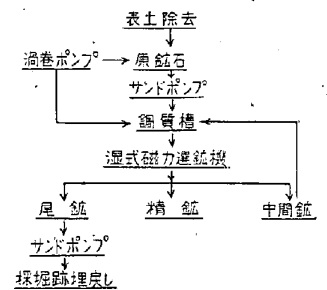 表土除去
渦巻ポンプ
原鉱石
サンドポンプ
鋼質槽
湿式磁力選鉱機
尾鉱
精鉱
中間鉱
サンドポンプ
採掘跡埋戻し